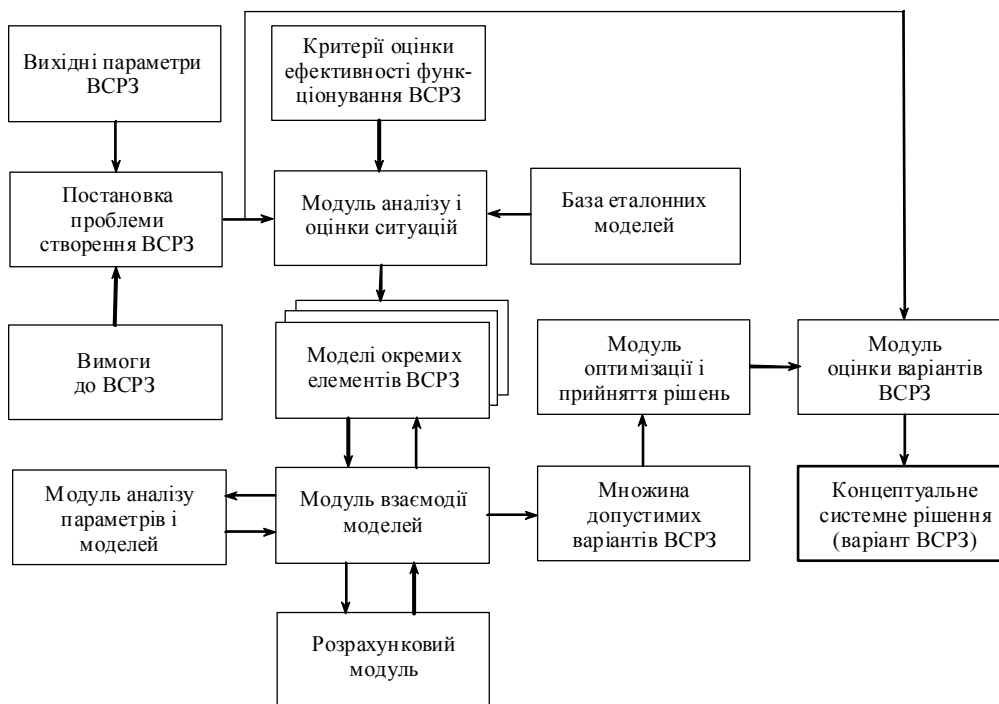 Вихідні параметри
ВСРЗ
Критерії оцінки
ефективності функ-
ціонування ВСРЗ
Постановка
проблеми
створення ВСРЗ
Модуль аналізу і
оцінки ситуацій
База еталонних
моделей
Вимоги
до ВСРЗ
Моделі окремих
елементів ВСРЗ
Модуль
оптимізації і
прийняття рішень
Модуль
оцінки варіантів
ВСРЗ
Модуль аналізу
параметрів і
моделей
Модуль взаємодії
моделей
Множина
допустимих
варіантів ВСРЗ
Концептуальне
системне рішення
(варіант ВСРЗ)
Розрахунковий
модуль